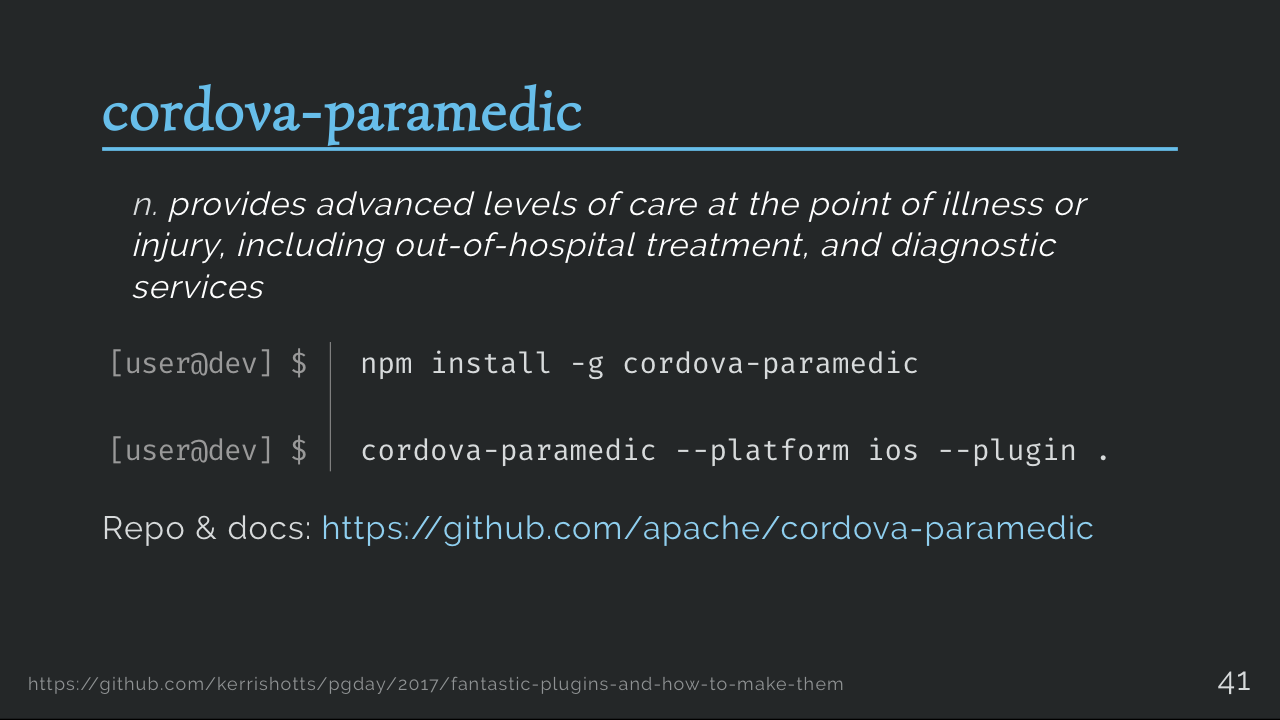 cordova-paramedic
n. provides advanced levels of care at the point of illness or
injury, including out-of-hospital treatment, and diagnostic
services
[user@dev] $ npm install -g cordova-paramedic
[user@dev] $ cordova-paramedic --platform ios --plugin .
Repo & docs: https://github.com/apache/cordova-paramedic
https://github.com/kerrishotts/pgday/2017/fantastic-plugins-and-how-to-make-them
41